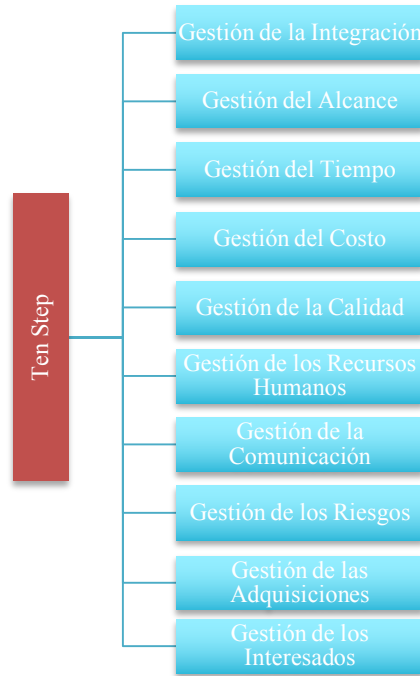 Gestión de la Integración
Gestión del Alcance
Gestión del Tiempo
Gestión del Costo
Ten Step
Gestión de la Calidad
Gestión de los Recursos
Humanos
Gestión de la
Comunicación
Gestión de los Riesgos
Gestión de las
Adquisiciones
Gestión de los
Interesados